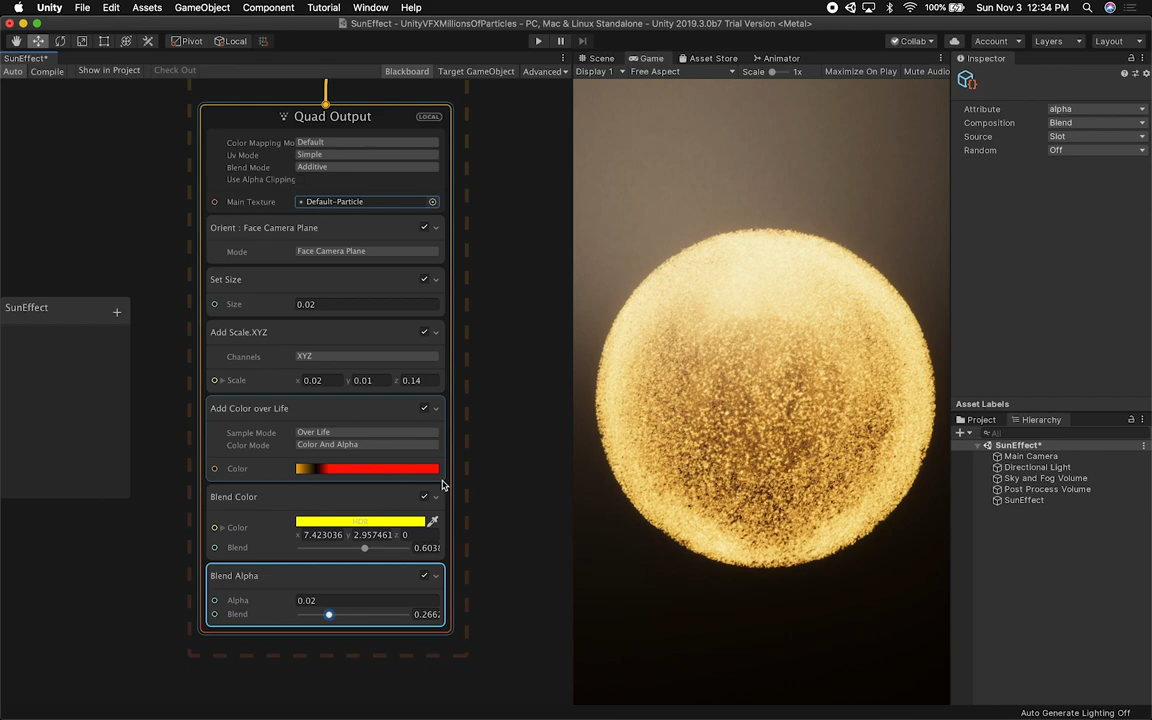 Unity File Edit Assets GameObject Component Tutorial Window Help 100% Sun Nov 3 12:34 PM
SunEffect - UnityVFXMillionsOfParticles - PC, Mac & Linux Standalone - Unity 2019.3.0b7 Trial Version <Metal>
Pivot Local Collab Account Layers Layout
SunEffect* Scene Game Asset Store Animator Inspector
Auto Compile Show in Project Check Out Blackboard Target GameObject Advanced Display 1 Free Aspect Scale 1x Maximize On Play Mute Audio
Quad Output LOCAL
Color Mapping Mo Default
Uv Mode Simple
Blend Mode Additive
Use Alpha Clipping
Main Texture Default-Particle
Orient : Face Camera Plane
Mode Face Camera Plane
Set Size
Size 0.02
Add Scale.XYZ
Channels XYZ
Scale x 0.02 y 0.01 z 0.14
Add Color over Life
Sample Mode Over Life
Color Mode Color And Alpha
Color
Blend Color
Color HDR
x 7.423036 y 2.957461 z 0
Blend 0.6038
Blend Alpha
Alpha 0.02
Blend 0.2662
SunEffect +
Attribute alpha
Composition Blend
Source Slot
Random Off
Asset Labels
Project Hierarchy
All
SunEffect*
Main Camera
Directional Light
Sky and Fog Volume
Post Process Volume
SunEffect
Auto Generate Lighting Off